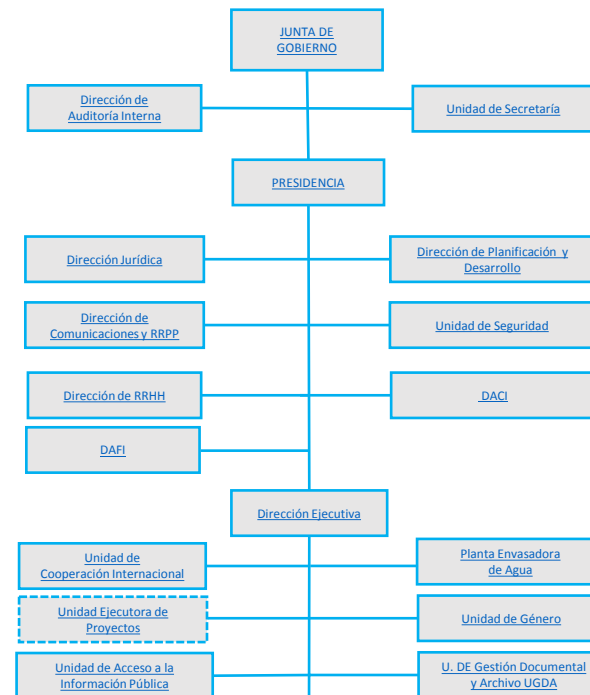 JUNTA DE
GOBIERNO
Dirección de
Auditoría Interna
Unidad de Secretaría
PRESIDENCIA
Dirección Jurídica
Dirección de Planificación y
Desarrollo
Dirección de
Comunicaciones y RRPP
Unidad de Seguridad
Dirección de RRHH
DACI
DAFI
Dirección Ejecutiva
Unidad de
Cooperación Internacional
Planta Envasadora
de Agua
Unidad Ejecutora de
Proyectos
Unidad de Género
Unidad de Acceso a la
Información Pública
U. DE Gestión Documental
y Archivo UGDA